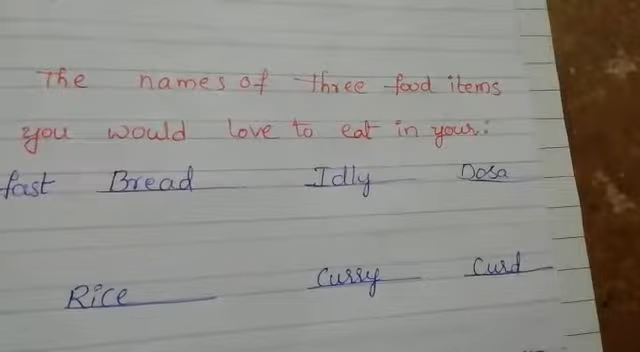 The names of three food items
you would love to eat in your:
fast Bread Idly Dosa
Rice Curry Curd